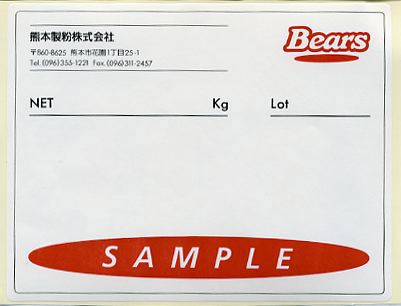 熊本製粉株式会社
〒860-8625 熊本市花園1丁目25-1
Tel.(096)355-1221 Fax.(096)311-2457
Bears
NET Kg Lot
SAMPLE